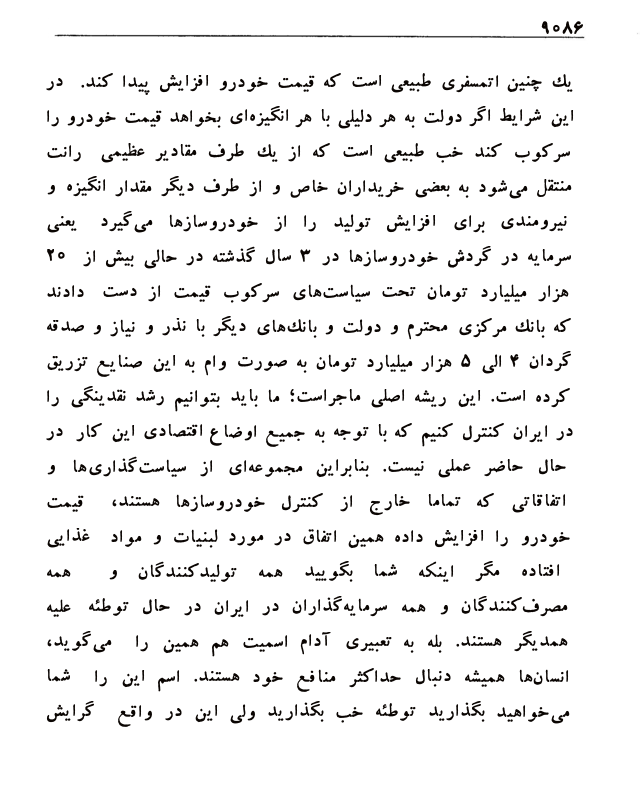 ۹۰۸۶
یك چنین اتمسفری طبیعی است که قیمت خودرو افزایش پیدا کند. در
این شرایط اگر دولت به هر دلیلی با هر انگیزه‌ای بخواهد قیمت خودرو را
سرکوب کند خب طبیعی است که از یك طرف مقادیر عظیمی رانت
منتقل می‌شود به بعضی خریداران خاص و از طرف دیگر مقدار انگیزه و
نیرومندی برای افزایش تولید را از خودروسازها می‌گیرد یعنی
سرمایه در گردش خودروسازها در ۳ سال گذشته در حالی بیش از ۲۰
هزار میلیارد تومان تحت سیاست‌های سرکوب قیمت از دست دادند
که بانك مرکزی محترم و دولت و بانك‌های دیگر با نذر و نیاز و صدقه
گردان ۴ الی ۵ هزار میلیارد تومان به صورت وام به این صنایع تزریق
کرده است. این ریشه اصلی ماجراست؛ ما باید بتوانیم رشد نقدینگی را
در ایران کنترل کنیم که با توجه به جمیع اوضاع اقتصادی این کار در
حال حاضر عملی نیست. بنابراین مجموعه‌ای از سیاست‌گذاری‌ها و
اتفاقاتی که تماما خارج از کنترل خودروسازها هستند، قیمت
خودرو را افزایش داده همین اتفاق در مورد لبنیات و مواد غذایی
افتاده مگر اینکه شما بگویید همه تولیدکنندگان و همه
مصرف‌کنندگان و همه سرمایه‌گذاران در ایران در حال توطئه علیه
همدیگر هستند. بله به تعبیری آدام اسمیت هم همین را می‌گوید،
انسان‌ها همیشه دنبال حداکثر منافع خود هستند. اسم این را شما
می‌خواهید بگذارید توطئه خب بگذارید ولی این در واقع گرایش